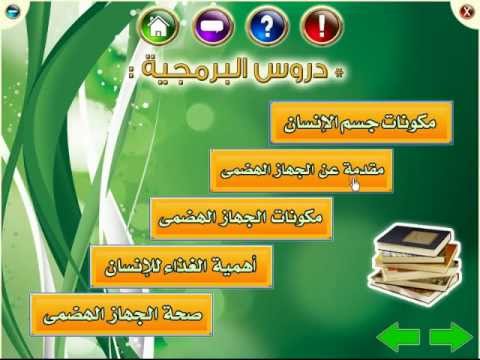 * دروس البرمجية :
مكونات جسم الإنسان
مقدمة عن الجهاز الهضمى
مكونات الجهاز الهضمى
أهمية الغذاء للإنسان
صحة الجهاز الهضمى